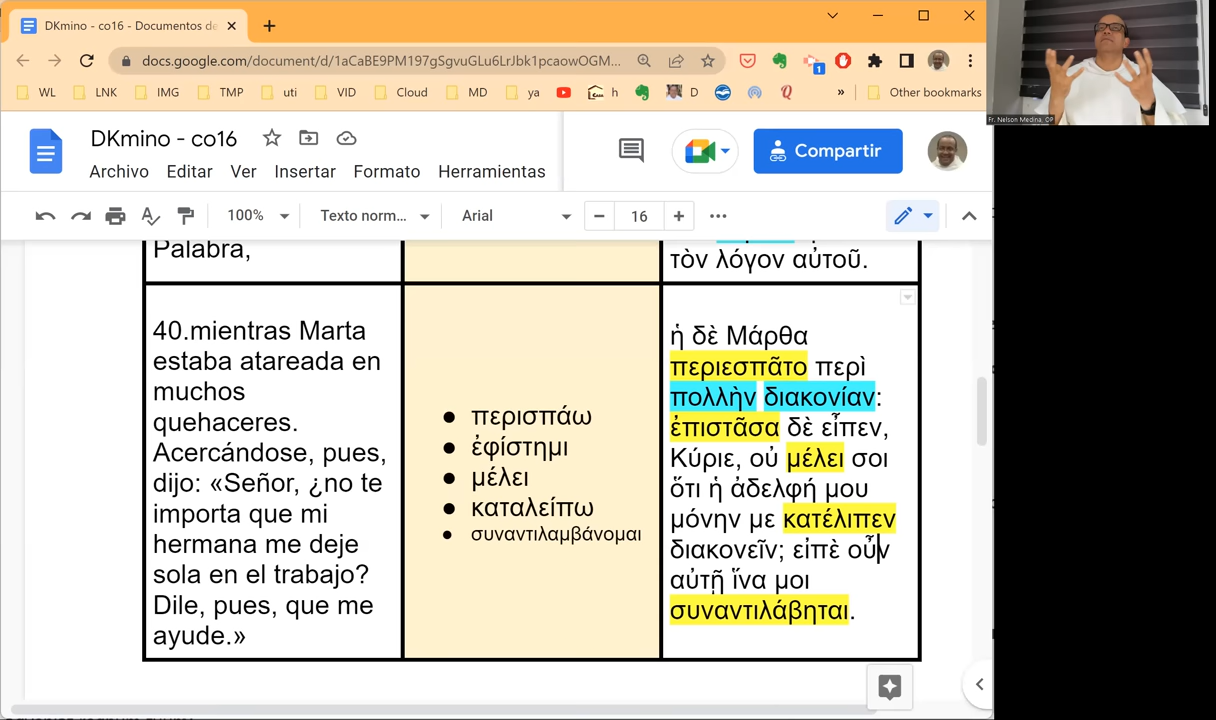 DKmino - co16 - Documentos de
docs.google.com/document/d/1aCaBE9PM197gSgvuGLu6LrJbk1pcaowOGM...
1
WL LNK IMG TMP uti VID Cloud MD ya h D » Other bookmarks
Fr. Nelson Medina, OP
DKmino - co16
Compartir
Archivo Editar Ver Insertar Formato Herramientas
100% Texto norm... Arial 16
Palabra,
τὸν λόγον αὐτοῦ.
40.mientras Marta
estaba atareada en
muchos
quehaceres.
Acercándose, pues,
dijo: «Señor, ¿no te
importa que mi
hermana me deje
sola en el trabajo?
Dile, pues, que me
ayude.»
● περισπάω
● ἐφίστημι
● μέλει
● καταλείπω
● συναντιλαμβάνομαι
ἡ δὲ Μάρθα
περιεσπᾶτο περὶ
πολλὴν διακονίαν:
ἐπιστᾶσα δὲ εἶπεν,
Κύριε, οὐ μέλει σοι
ὅτι ἡ ἀδελφή μου
μόνην με κατέλιπεν
διακονεῖν; εἰπὲ οὖν
αὐτῇ ἵνα μοι
συναντιλάβηται.